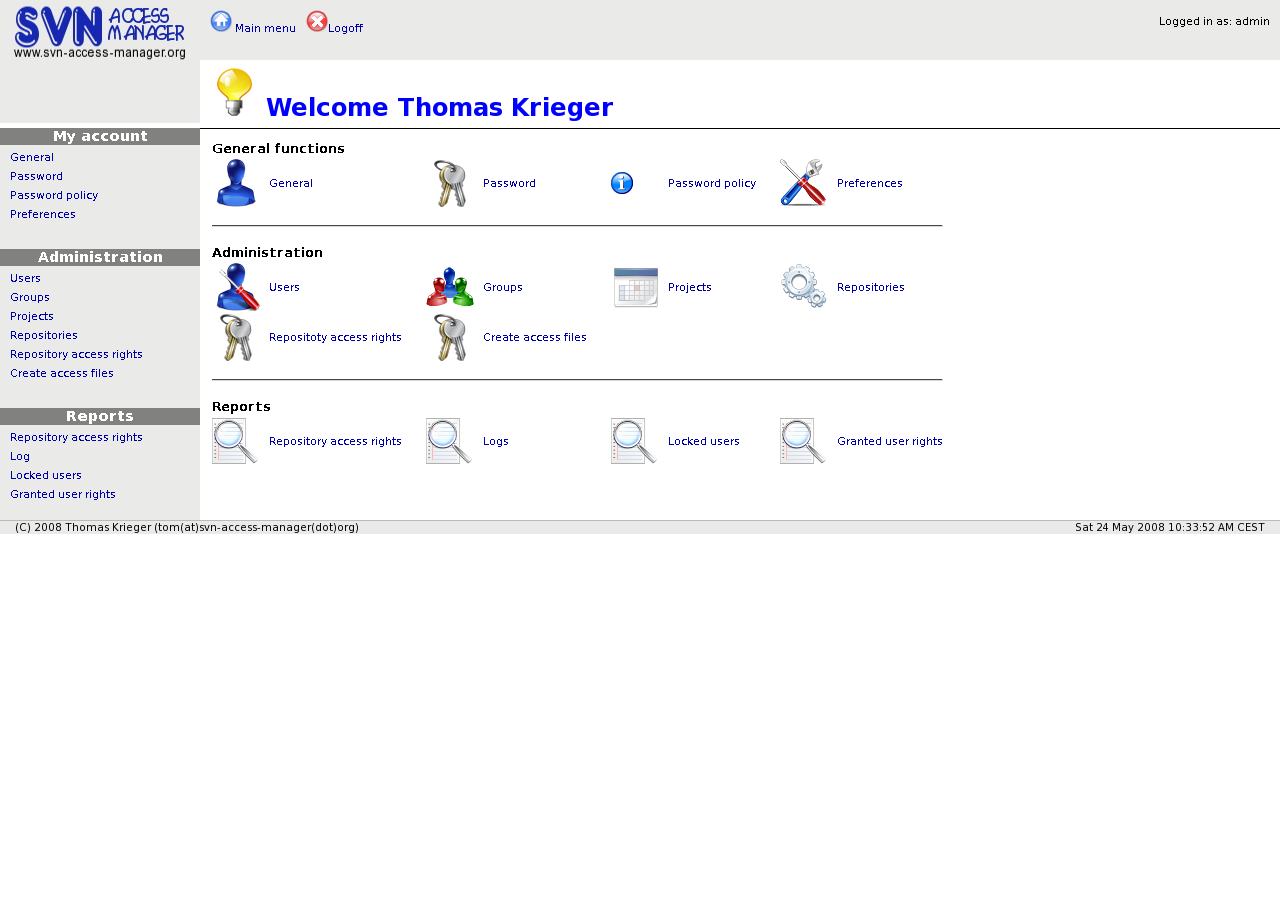 SVN ACCESS MANAGER
www.svn-access-manager.org
Main menu Logoff
Logged in as: admin
Welcome Thomas Krieger
My account
General
Password
Password policy
Preferences
Administration
Users
Groups
Projects
Repositories
Repository access rights
Create access files
Reports
Repository access rights
Log
Locked users
Granted user rights
General functions
General Password Password policy Preferences
Administration
Users Groups Projects Repositories
Repositoty access rights Create access files
Reports
Repository access rights Logs Locked users Granted user rights
(C) 2008 Thomas Krieger (tom(at)svn-access-manager(dot)org)
Sat 24 May 2008 10:33:52 AM CEST